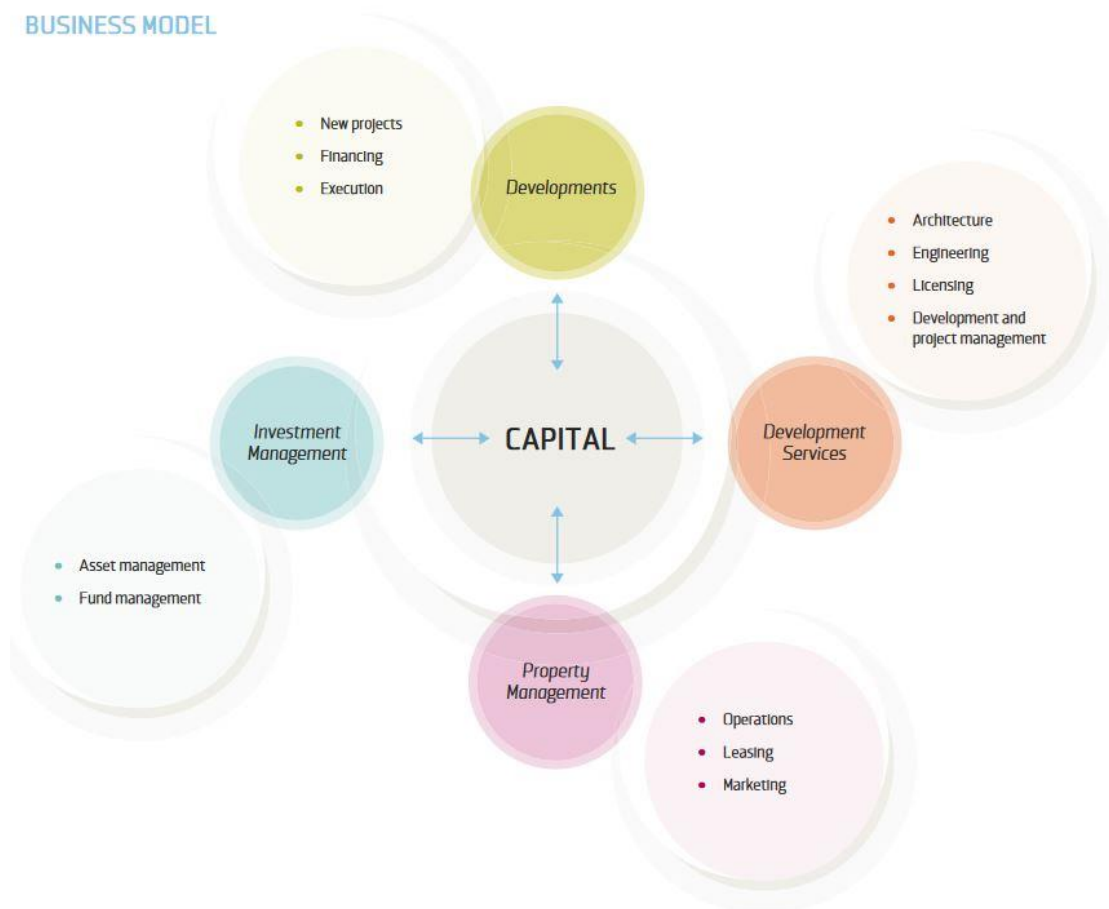 BUSINESS MODEL
New projects
Financing
Execution
Developments
Architecture
Engineering
Licensing
Development and
project management
Investment
Management
CAPITAL
Development
Services
Asset management
Fund management
Property
Management
Operations
Leasing
Marketing